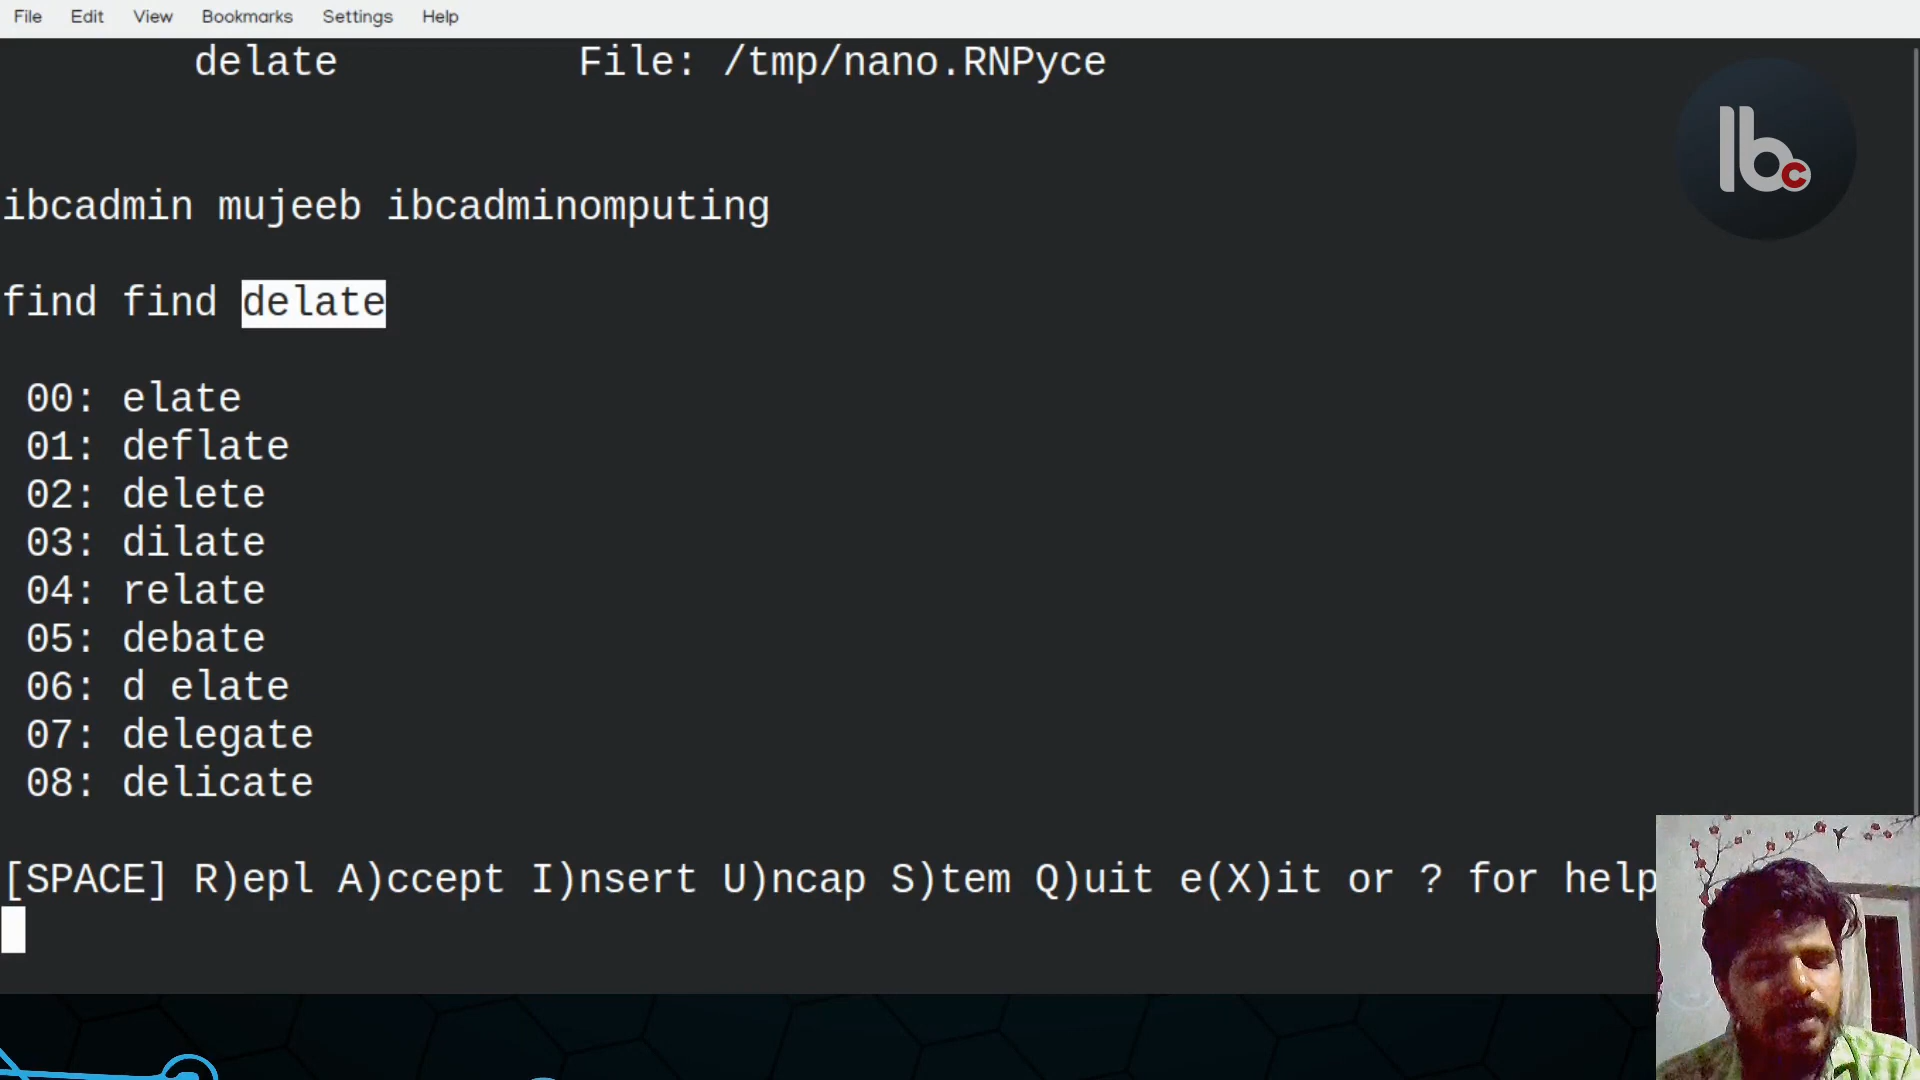 File Edit View Bookmarks Settings Help
delate File: /tmp/nano.RNPyce
lbc
ibcadmin mujeeb ibcadminomputing
find find delate
00: elate
01: deflate
02: delete
03: dilate
04: relate
05: debate
06: d elate
07: delegate
08: delicate
[SPACE] R)epl A)ccept I)nsert U)ncap S)tem Q)uit e(X)it or ? for help